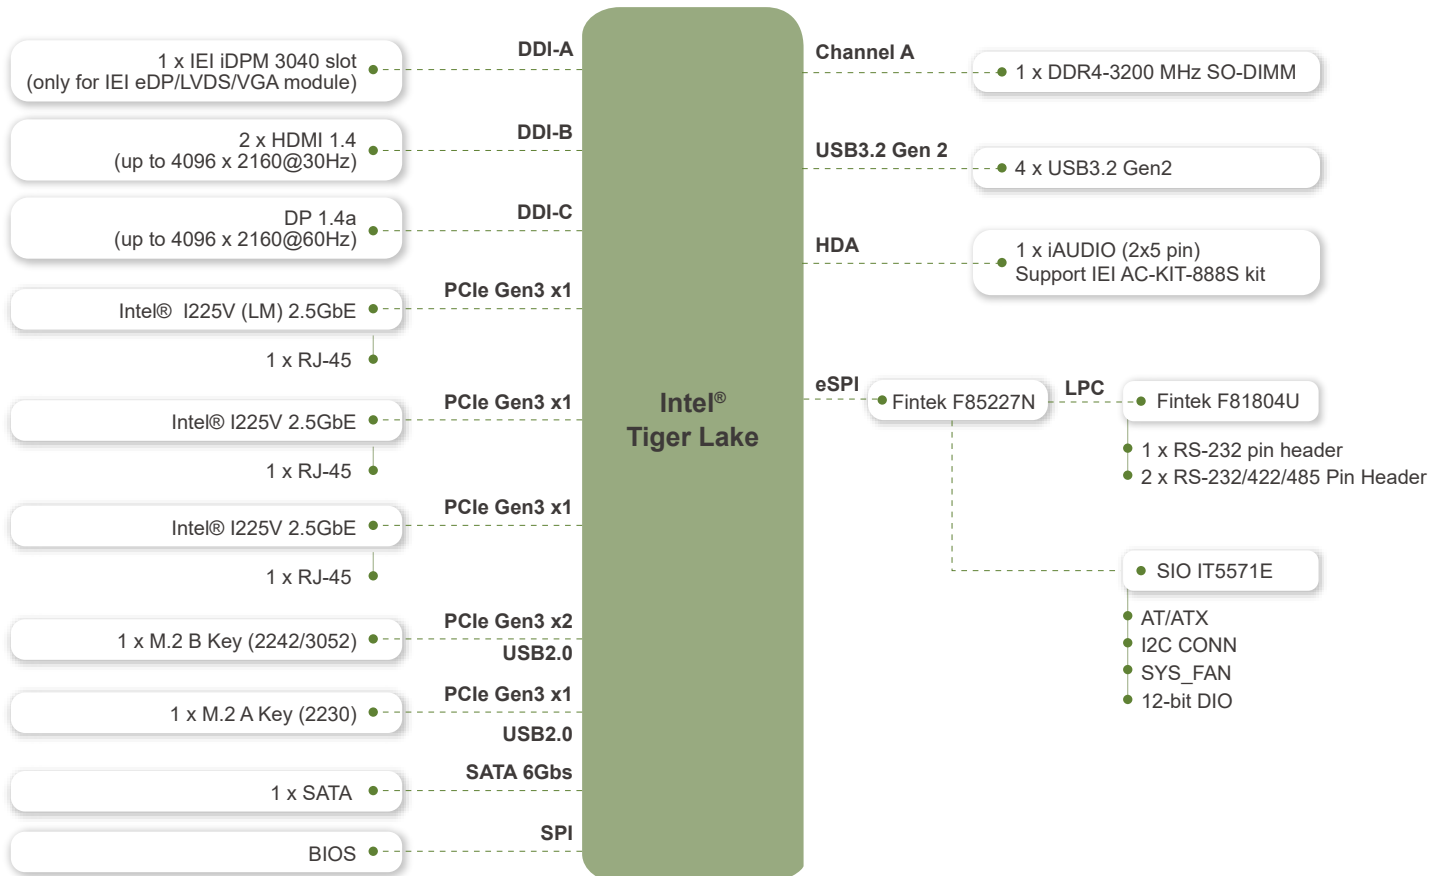 DDI-A
1 x IEI iDPM 3040 slot
(only for IEI eDP/LVDS/VGA module)
DDI-B
2 x HDMI 1.4
(up to 4096 x 2160@30Hz)
DDI-C
DP 1.4a
(up to 4096 x 2160@60Hz)
PCIe Gen3 x1
Intel® I225V (LM) 2.5GbE
1 x RJ-45
PCIe Gen3 x1
Intel® I225V 2.5GbE
1 x RJ-45
PCIe Gen3 x1
Intel® I225V 2.5GbE
1 x RJ-45
PCIe Gen3 x2
1 x M.2 B Key (2242/3052)
USB2.0
PCIe Gen3 x1
1 x M.2 A Key (2230)
USB2.0
SATA 6Gbs
1 x SATA
SPI
BIOS
Intel®
Tiger Lake
Channel A
1 x DDR4-3200 MHz SO-DIMM
USB3.2 Gen 2
4 x USB3.2 Gen2
HDA
1 x iAUDIO (2x5 pin)
Support IEI AC-KIT-888S kit
eSPI
Fintek F85227N
LPC
Fintek F81804U
1 x RS-232 pin header
2 x RS-232/422/485 Pin Header
SIO IT5571E
AT/ATX
I2C CONN
SYS_FAN
12-bit DIO